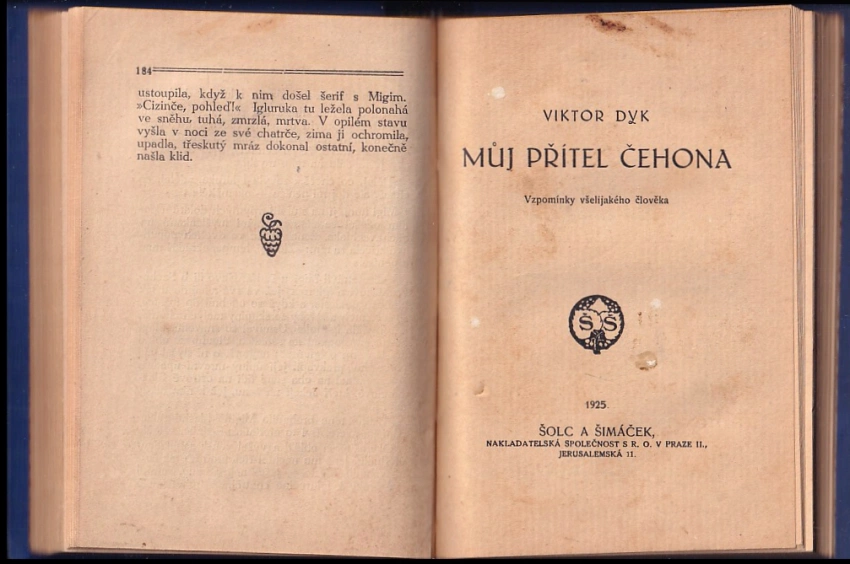 184
ustoupila, když k nim došel šerif s Migim.
»Cizinče, pohleď!« Igluruka tu ležela polonahá
ve sněhu, tuhá, zmrzlá, mrtva. V opilém stavu
vyšla v noci ze své chatrče, zima ji ochromila,
upadla, třeskutý mráz dokonal ostatní, konečně
našla klid.
VIKTOR DYK
MŮJ PŘÍTEL ČEHONA
Vzpomínky všelijakého člověka
Š Š
1925
ŠOLC A ŠIMÁČEK,
NAKLADATELSKÁ SPOLEČNOST S R. O. V PRAZE II.,
JERUSALEMSKÁ 11.